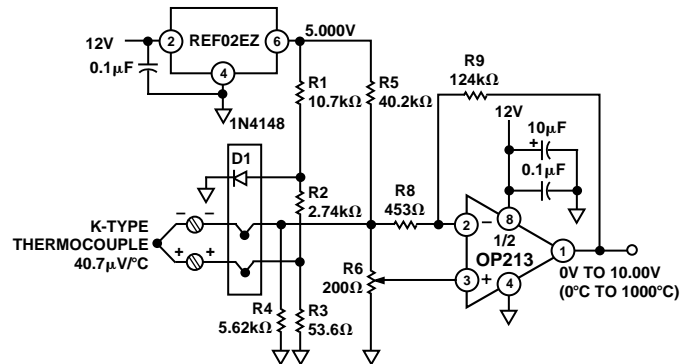 12V
2
REF02EZ
6
5.000V
0.1µF
4
1N4148
R1
10.7kΩ
R5
40.2kΩ
R9
124kΩ
12V
10µF
+
0.1µF
D1
R2
2.74kΩ
R8
453Ω
K-TYPE
THERMOCOUPLE
40.7µV/°C
– –
+ +
2
–
8
1/2
OP213
1
3
+
4
0V TO 10.00V
(0°C TO 1000°C)
R6
200Ω
R4
5.62kΩ
R3
53.6Ω